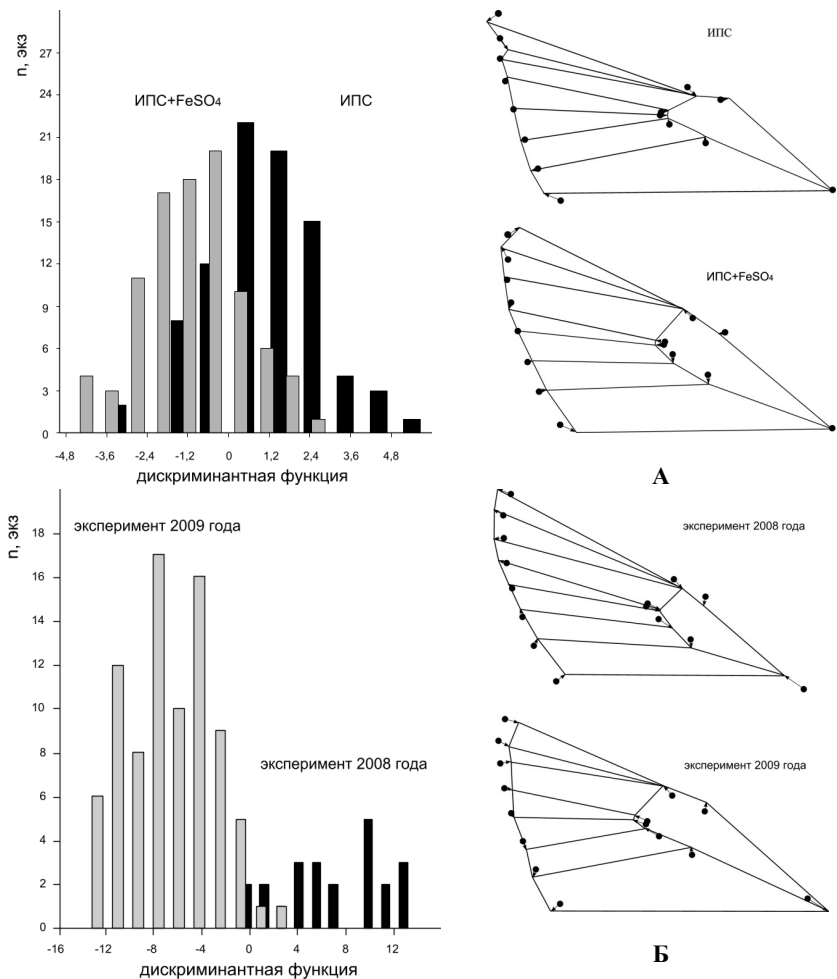 n, экз
27
24
21
18
15
12
9
6
3
0
ИПС+FeSO4
ИПС
-4,8
-3,6
-2,4
-1,2
0
1,2
2,4
3,6
4,8
дискриминантная функция
ИПС
ИПС+FeSO4
А
n, экз
18
16
14
12
10
8
6
4
2
0
эксперимент 2009 года
эксперимент 2008 года
-16
-12
-8
-4
0
4
8
12
дискриминантная функция
эксперимент 2008 года
эксперимент 2009 года
Б